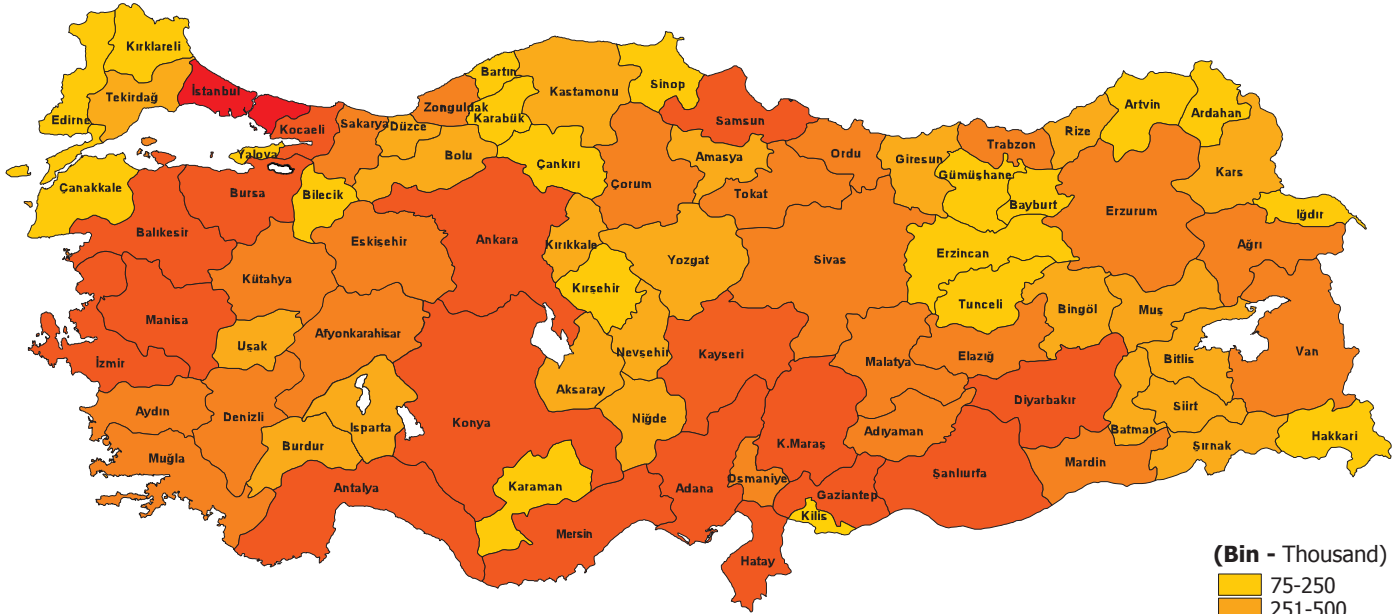 Kırklareli
Bartın
Sinop
İstanbul
Kastamonu
Tekirdağ
Zonguldak
Artvin
Ardahan
Edirne
Karabük
Samsun
Kocaeli
Sakarya
Düzce
Rize
Trabzon
Yalova
Bolu
Çankırı
Amasya
Ordu
Giresun
Çanakkale
Bursa
Bilecik
Çorum
Tokat
Gümüşhane
Kars
Bayburt
Erzurum
Iğdır
Balıkesir
Eskişehir
Ankara
Kırıkkale
Yozgat
Sivas
Erzincan
Ağrı
Kütahya
Kırşehir
Tunceli
Bingöl
Muş
Manisa
Afyonkarahisar
Uşak
Nevşehir
Kayseri
Malatya
Elazığ
Bitlis
Van
İzmir
Aksaray
Diyarbakır
Siirt
Aydın
Denizli
Isparta
Konya
Niğde
K.Maraş
Adıyaman
Batman
Şırnak
Hakkari
Burdur
Muğla
Mardin
Antalya
Karaman
Adana
Osmaniye
Gaziantep
Şanlıurfa
Kilis
Mersin
Hatay
(Bin - Thousand)
75-250
251-500